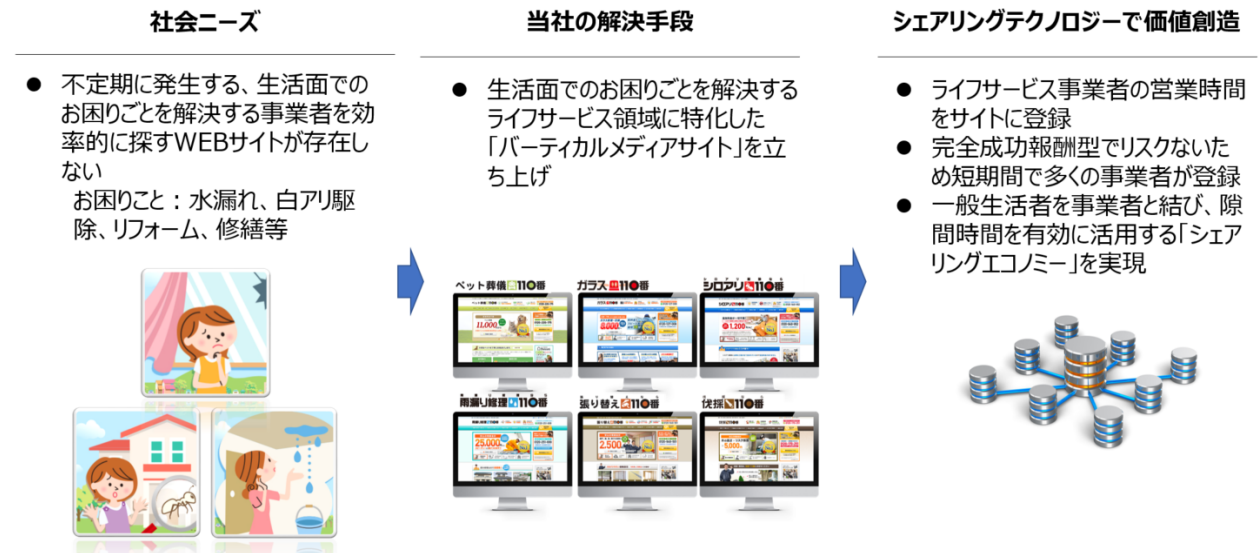 社会ニーズ
● 不定期に発生する、生活面での
お困りごとを解決する事業者を効
率的に探すWEBサイトが存在し
ない
お困りこと：水漏れ、白アリ駆
除、リフォーム、修繕等
当社の解決手段
● 生活面でのお困りごとを解決する
ライフサービス領域に特化した
「バーティカルメディアサイト」を立
ち上げ
ペット葬儀110番
ガラス110番
シロアリ110番
11,000
1,200
雨漏り修理110番
張り替え110番
伐採110番
25,000
2,500
5,000
シェアリングテクノロジーで価値創造
● ライフサービス事業者の営業時間
をサイトに登録
● 完全成功報酬型でリスクないた
め短期間で多くの事業者が登録
● 一般生活者を事業者と結び、隙
間時間を有効に活用する「シェア
リングエコノミー」を実現